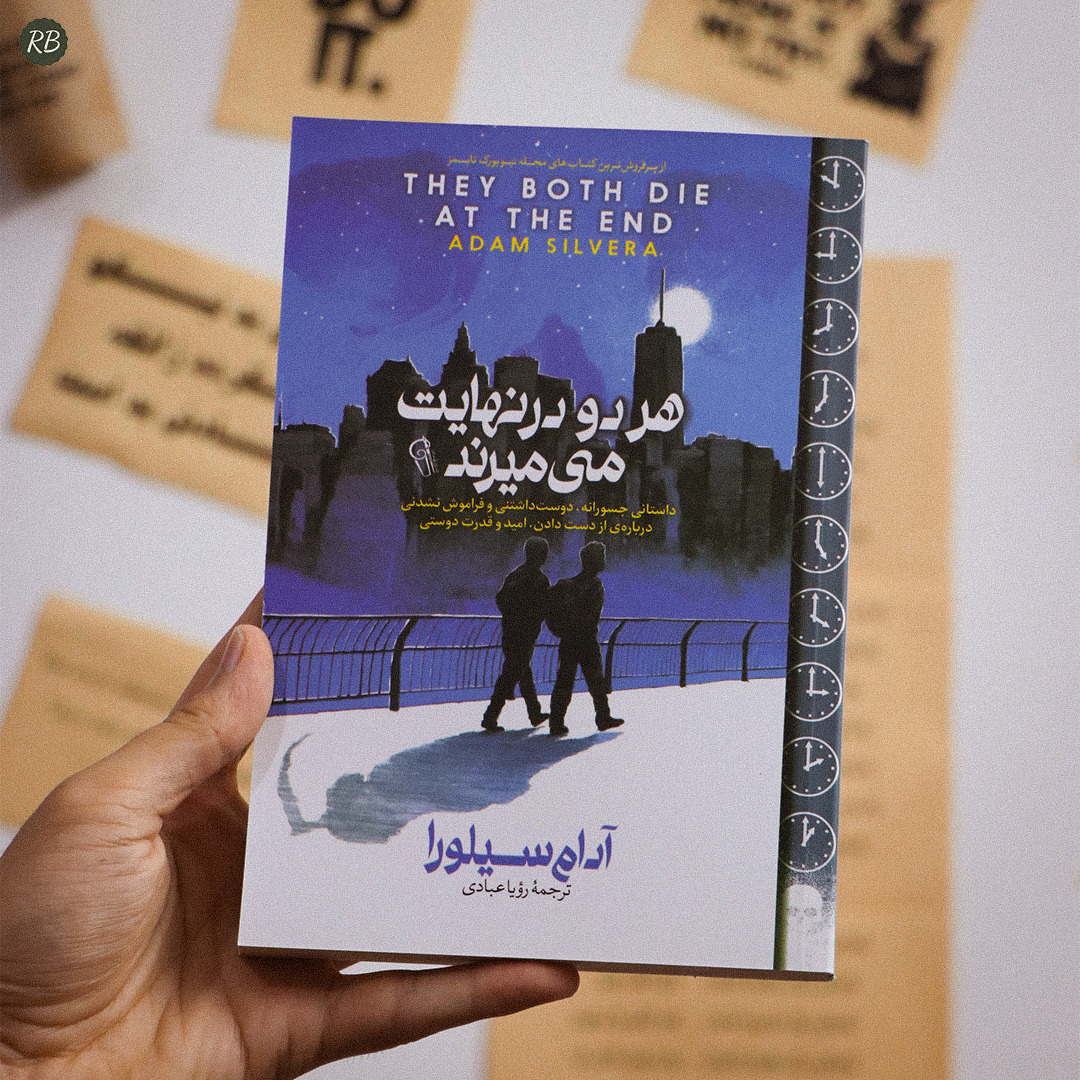 RB
IT.
از پرفروش‌ترین کتاب‌های مجله نیویورک تایمز
THEY BOTH DIE
AT THE END
ADAM SILVERA
هر دو در نهایت
می‌میرند
داستانی جسورانه، دوست‌داشتنی و فراموش نشدنی
درباره‌ی از دست دادن، امید و قدرت دوستی
آدام سیلورا
ترجمهٔ رؤیا عبادی